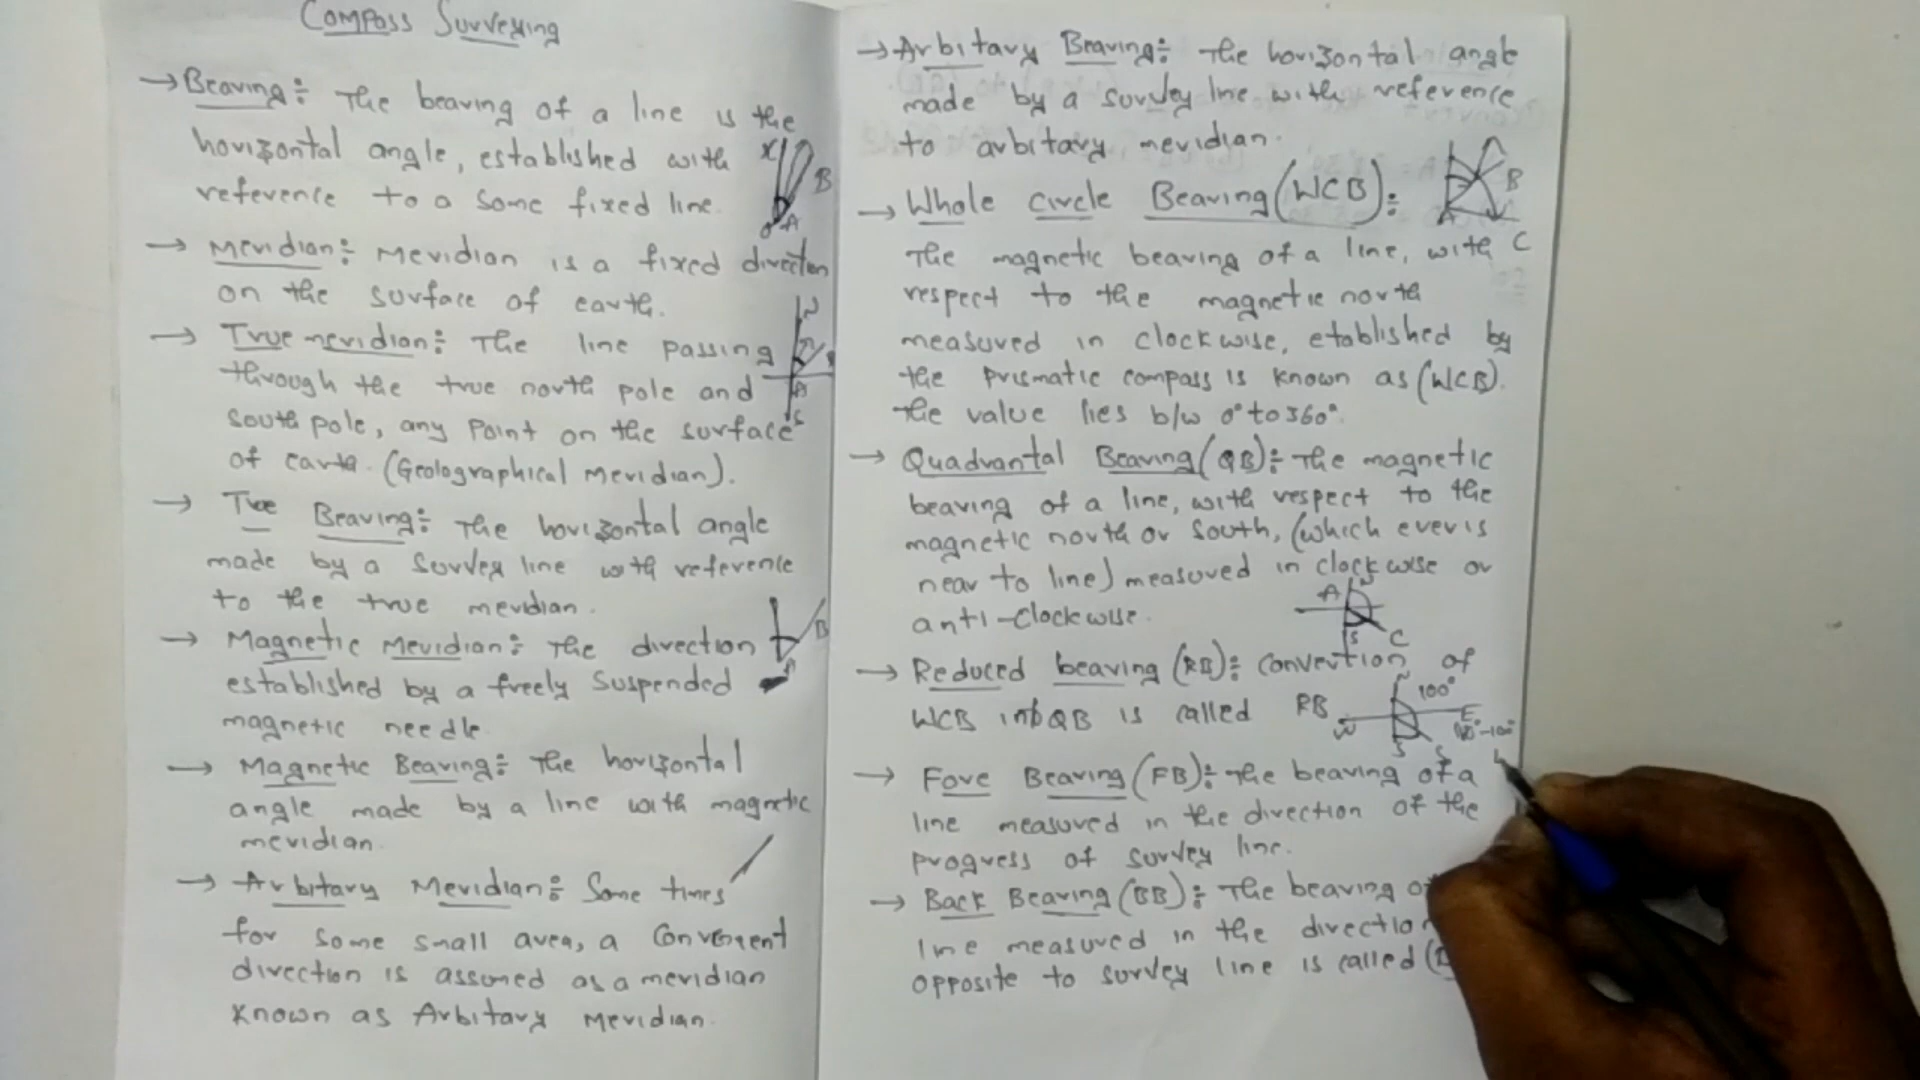 Compass Surveying
→ Bearing: The bearing of a line is the
horizontal angle, established with
reference to a some fixed line.
X
B
A
→ Meridian: Meridian is a fixed direction
on the surface of earth.
→ True meridian: The line passing
through the true north pole and
south pole, any point on the surface
of earth. (Geolographical Meridian).
N
A
S
→ True Bearing: The horizontal angle
made by a survey line with reference
to the true meridian.
→ Magnetic Meridian: The direction
established by a freely suspended
magnetic needle.
B
→ Magnetic Bearing: The horizontal
angle made by a line with magnetic
meridian.
→ Arbitary Meridian: Some times
for some small area, a convenient
direction is assumed as a meridian
known as Arbitary Meridian.
→ Arbitary Bearing: The horizontal angle
made by a survey line with reference
to arbitary meridian.
→ Whole circle Bearing (WCB):
A
B
C
The magnetic bearing of a line, with
respect to the magnetic north
measured in clockwise, etablished by
the prismatic compass is known as (WCB).
The value lies b/w 0° to 360°.
→ Quadrantal Bearing (QB): The magnetic
bearing of a line, with respect to the
magnetic north or south, (which ever is
near to line) measured in clockwise or
anti-clockwise.
A
S
C
→ Reduced bearing (RB): Convertion of
WCB into QB is called RB
N
100°
W
E
S
→ Fore Bearing (FB): The bearing of a
line measured in the direction of the
progress of survey line.
→ Back Bearing (BB): The bearing of
line measured in the direction
opposite to survey line is called (